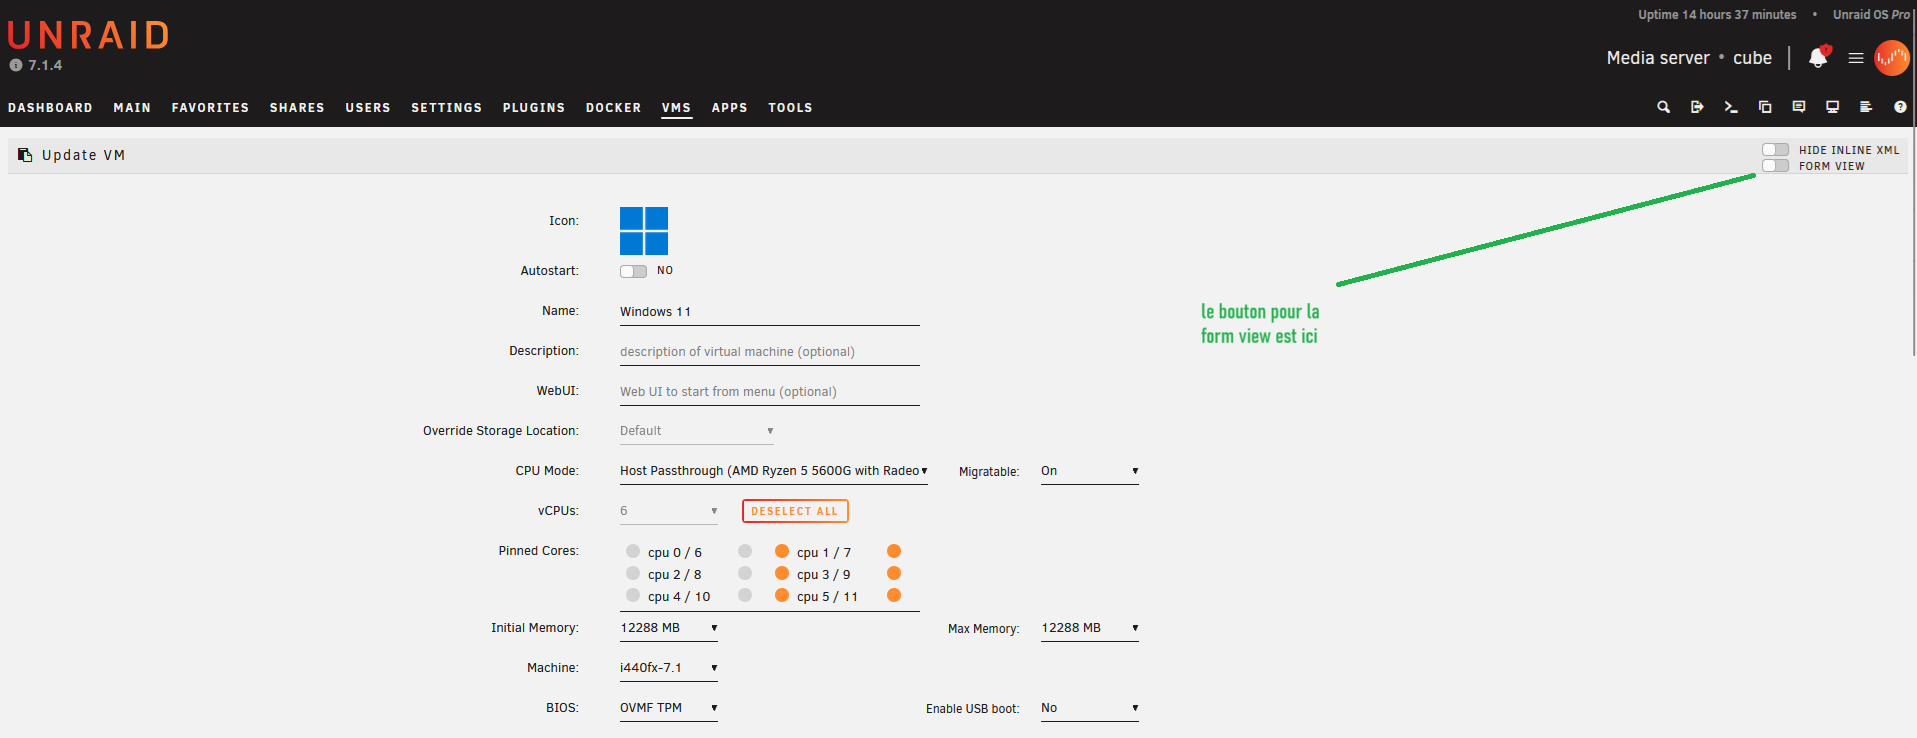 UNRAID
7.1.4
Uptime 14 hours 37 minutes • Unraid OS Pro
Media server • cube
DASHBOARD MAIN FAVORITES SHARES USERS SETTINGS PLUGINS DOCKER VMS APPS TOOLS
Update VM
HIDE INLINE XML
FORM VIEW
Icon:
Autostart: NO
le bouton pour la
form view est ici
Name: Windows 11
Description: description of virtual machine (optional)
WebUI: Web UI to start from menu (optional)
Override Storage Location: Default
CPU Mode: Host Passthrough (AMD Ryzen 5 5600G with Radeo Migratable: On
vCPUs: 6 DESELECT ALL
Pinned Cores: cpu 0 / 6 cpu 1 / 7
cpu 2 / 8 cpu 3 / 9
cpu 4 / 10 cpu 5 / 11
Initial Memory: 12288 MB Max Memory: 12288 MB
Machine: i440fx-7.1
BIOS: OVMF TPM Enable USB boot: No